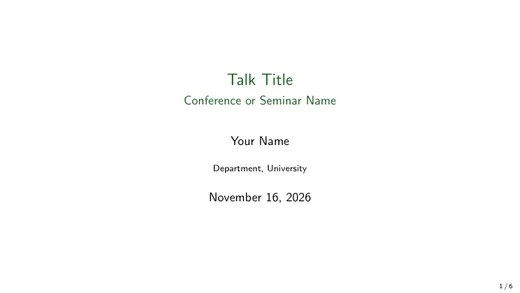 Talk Title
Conference or Seminar Name
Your Name
Department, University
November 16, 2026
1 / 6